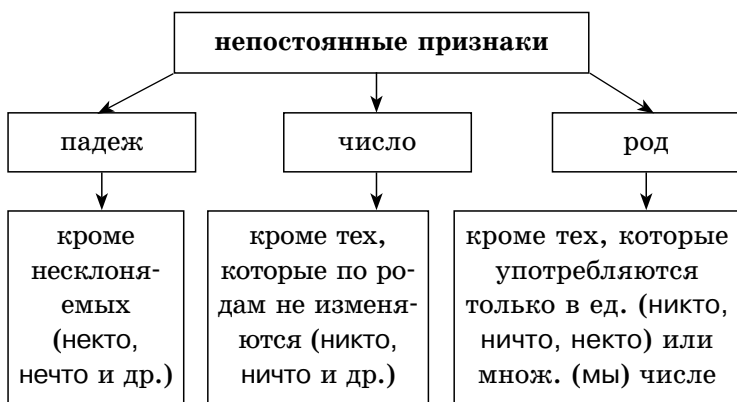 непостоянные признаки
падеж
число
род
кроме
несклоня-
емых
(некто,
нечто и др.)
кроме тех,
которые по ро-
дам не изменя-
ются (никто,
ничто и др.)
кроме тех, которые
употребляются
только в ед. (никто,
ничто, некто) или
множ. (мы) числе